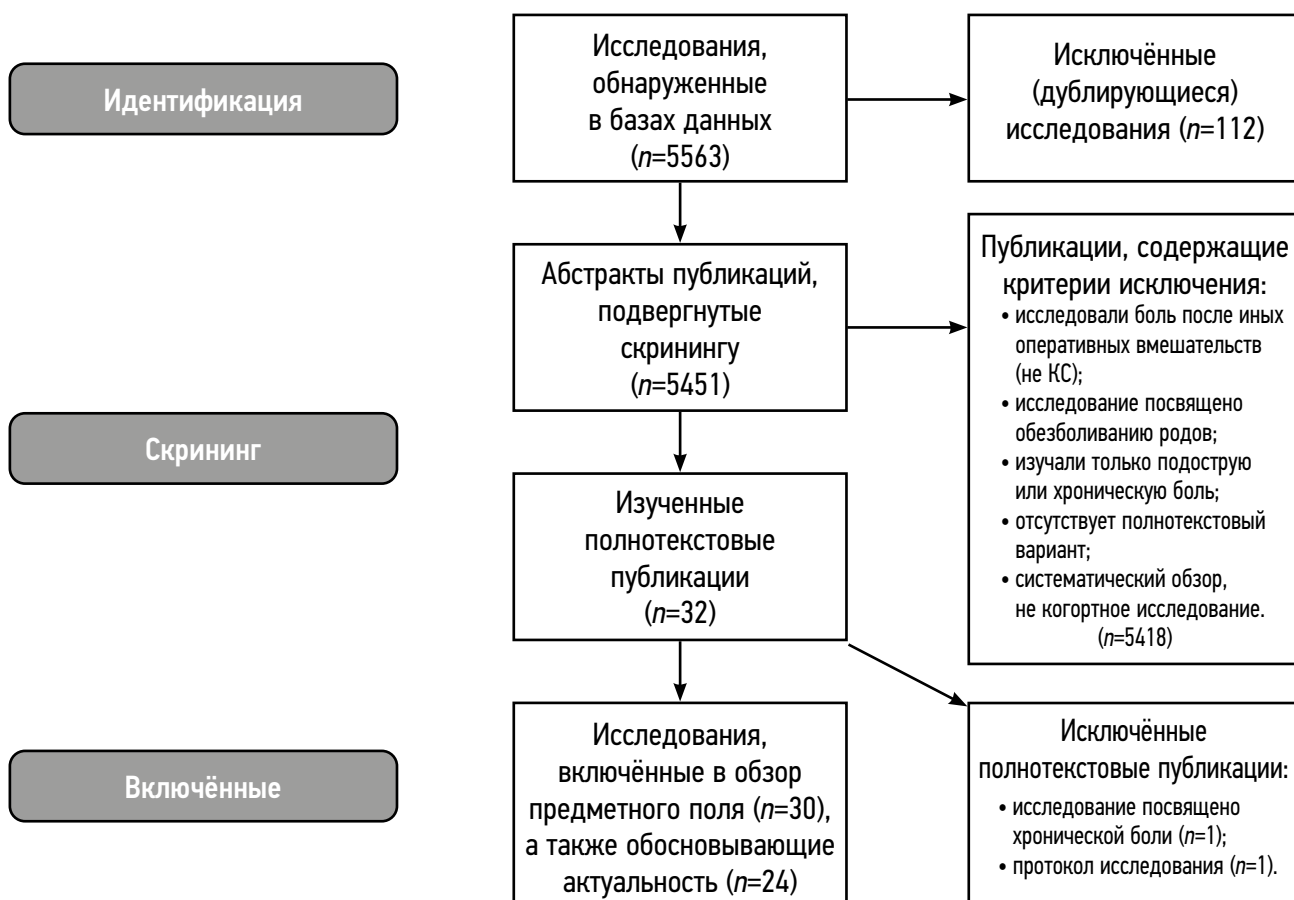 Идентификация
Исследования,
обнаруженные
в базах данных
(n=5563)
Исключённые
(дублирующиеся)
исследования (n=112)
Скрининг
Абстракты публикаций,
подвергнутые
скринингу
(n=5451)
Публикации, содержащие
критерии исключения:
• исследовали боль после иных
оперативных вмешательств
(не КС);
• исследование посвящено
обезболиванию родов;
• изучали только подострую
или хроническую боль;
• отсутствует полнотекстовый
вариант;
• систематический обзор,
не когортное исследование.
(n=5418)
Изученные
полнотекстовые
публикации
(n=32)
Включённые
Исследования,
включённые в обзор
предметного поля (n=30),
а также обосновывающие
актуальность (n=24)
Исключённые
полнотекстовые публикации:
• исследование посвящено
хронической боли (n=1);
• протокол исследования (n=1).